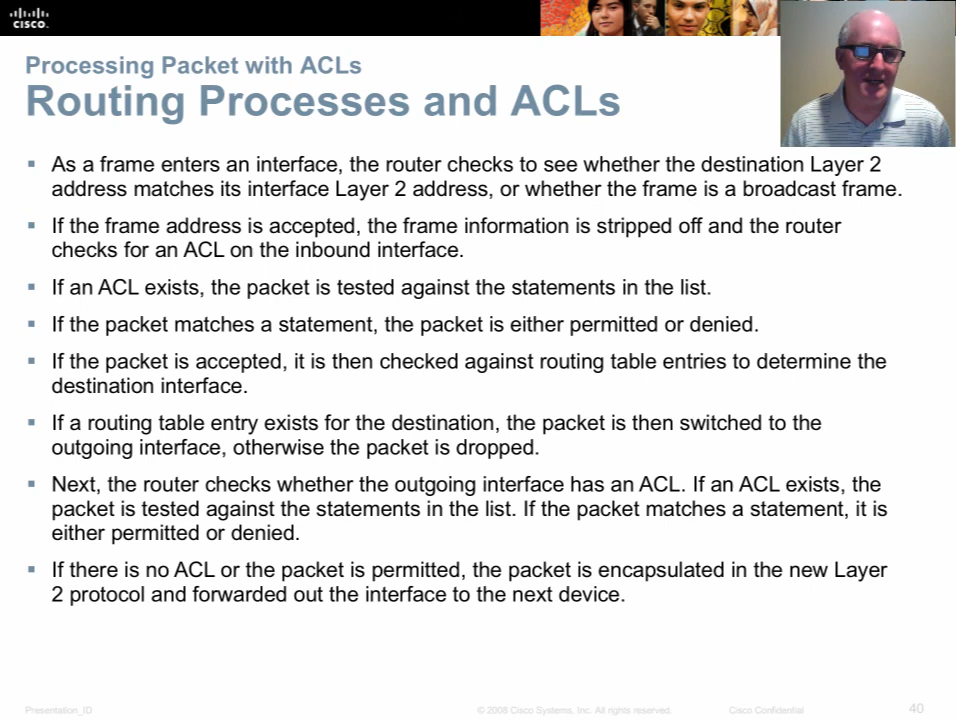 CISCO
Processing Packet with ACLs
Routing Processes and ACLs
As a frame enters an interface, the router checks to see whether the destination Layer 2
address matches its interface Layer 2 address, or whether the frame is a broadcast frame.
If the frame address is accepted, the frame information is stripped off and the router
checks for an ACL on the inbound interface.
If an ACL exists, the packet is tested against the statements in the list.
If the packet matches a statement, the packet is either permitted or denied.
If the packet is accepted, it is then checked against routing table entries to determine the
destination interface.
If a routing table entry exists for the destination, the packet is then switched to the
outgoing interface, otherwise the packet is dropped.
Next, the router checks whether the outgoing interface has an ACL. If an ACL exists, the
packet is tested against the statements in the list. If the packet matches a statement, it is
either permitted or denied.
If there is no ACL or the packet is permitted, the packet is encapsulated in the new Layer
2 protocol and forwarded out the interface to the next device.
Presentation_ID © 2008 Cisco Systems, Inc. All rights reserved. Cisco Confidential 40